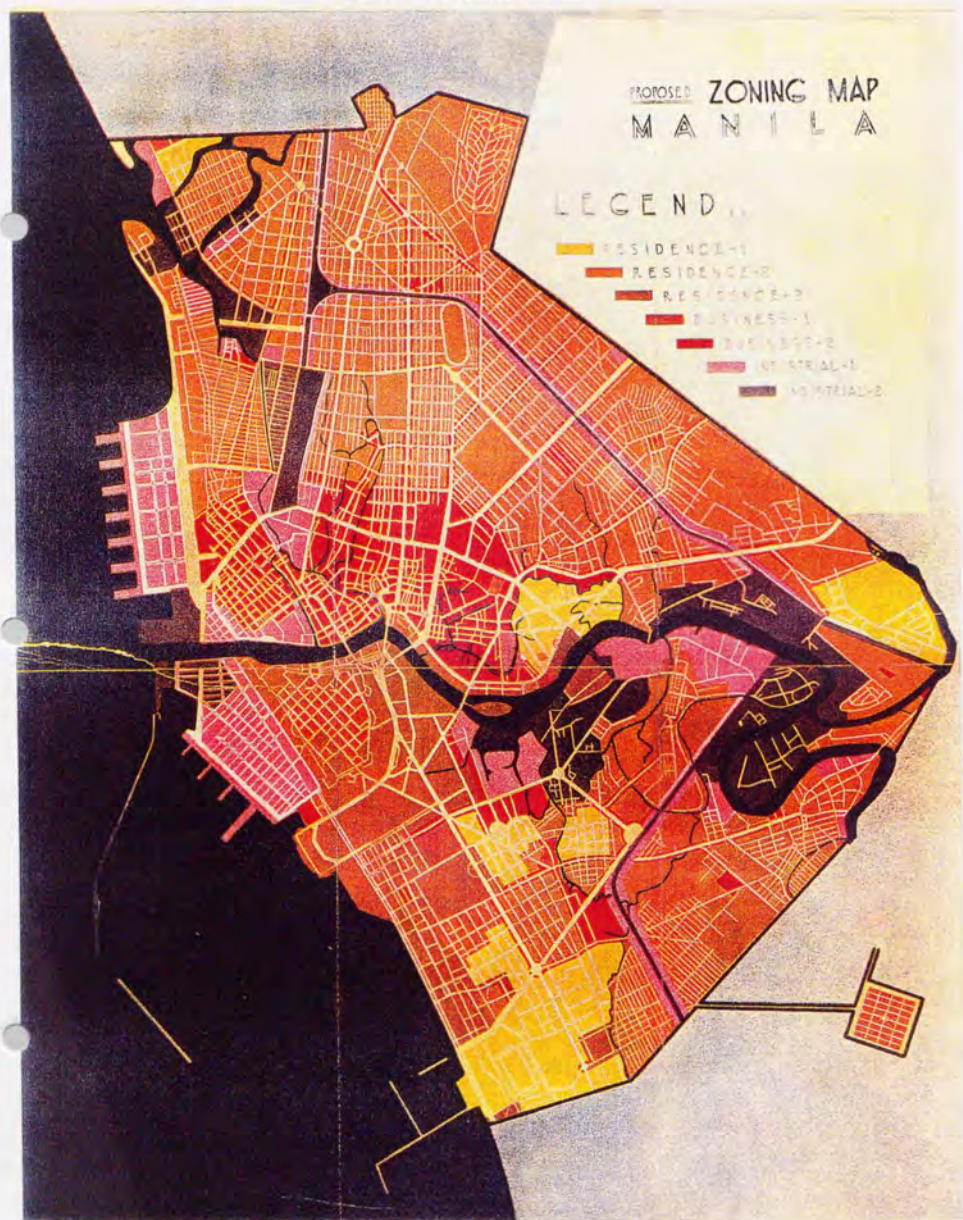 PROPOSED ZONING MAP
MANILA
LEGEND..
RESIDENCE-1
RESIDENCE-2
RESIDENCE-3
BUSINESS-1
BUSINESS-2
INDUSTRIAL-1
INDUSTRIAL-2